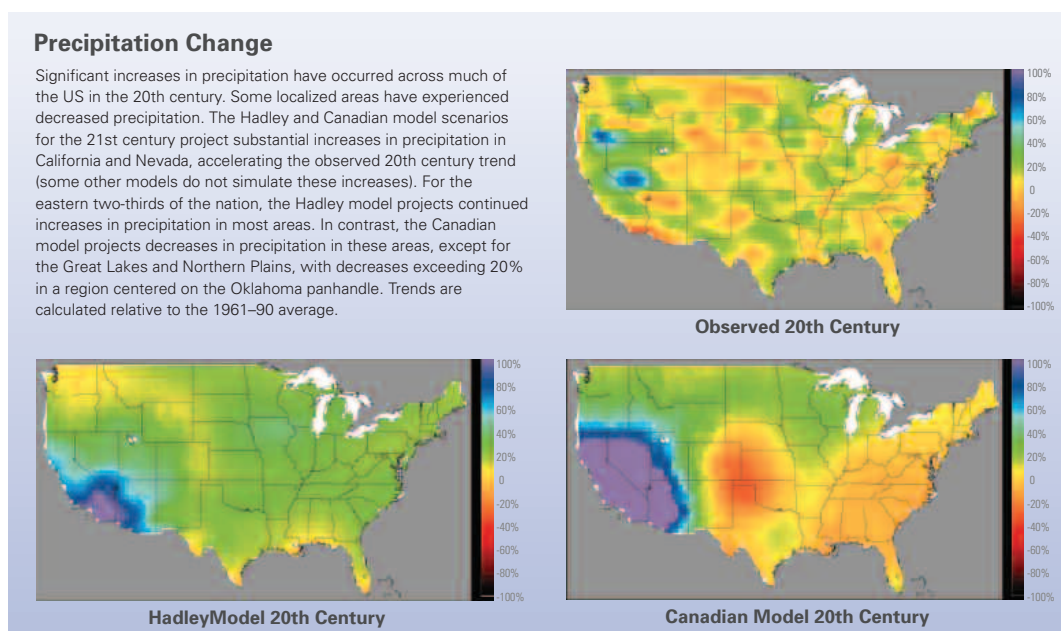 Precipitation Change
Significant increases in precipitation have occurred across much of
the US in the 20th century. Some localized areas have experienced
decreased precipitation. The Hadley and Canadian model scenarios
for the 21st century project substantial increases in precipitation in
California and Nevada, accelerating the observed 20th century trend
(some other models do not simulate these increases). For the
eastern two-thirds of the nation, the Hadley model projects continued
increases in precipitation in most areas. In contrast, the Canadian
model projects decreases in precipitation in these areas, except for
the Great Lakes and Northern Plains, with decreases exceeding 20%
in a region centered on the Oklahoma panhandle. Trends are
calculated relative to the 1961–90 average.
100%
80%
60%
40%
20%
0
-20%
-40%
-60%
-80%
-100%
Observed 20th Century
100%
80%
60%
40%
20%
0
-20%
-40%
-60%
-80%
-100%
HadleyModel 20th Century
100%
80%
60%
40%
20%
0
-20%
-40%
-60%
-80%
-100%
Canadian Model 20th Century